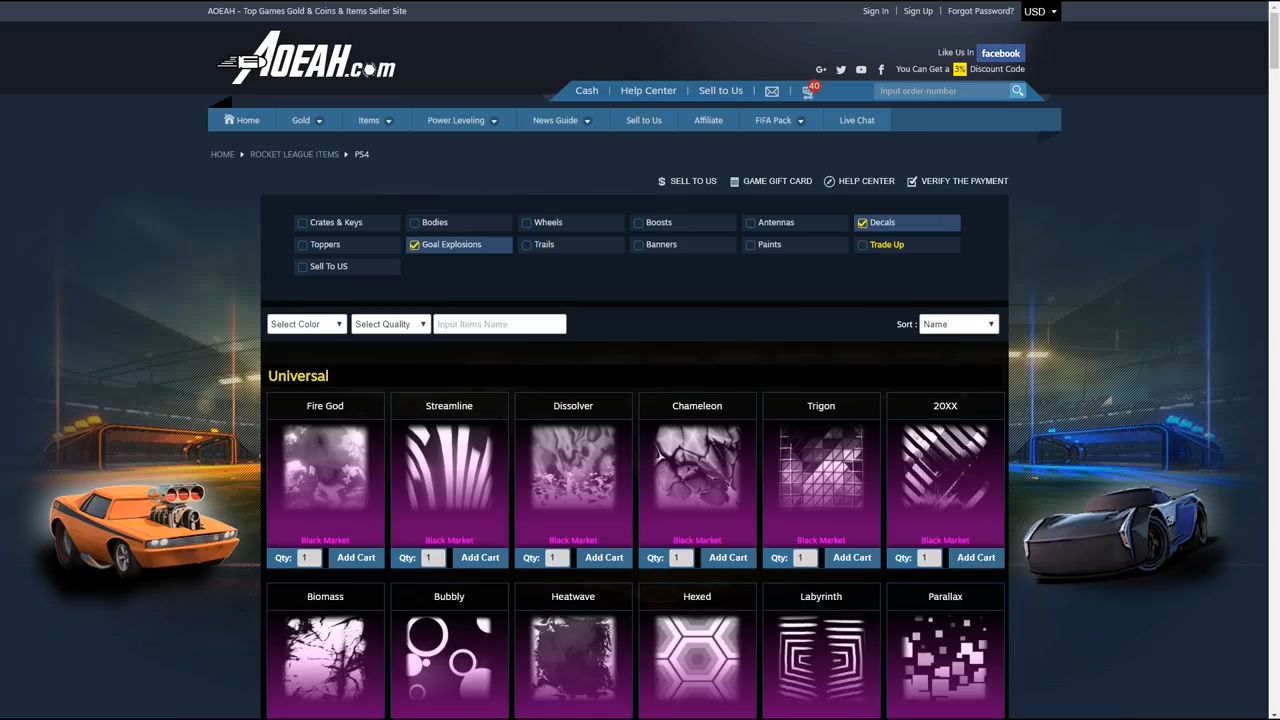 AOEAH - Top Games Gold & Coins & Items Seller Site
Sign In | Sign Up | Forgot Password? USD
AOEAH.com
Like Us In facebook
You Can Get a 3% Discount Code
Cash | Help Center | Sell to Us | 40 Input order-number
Home Gold Items Power Leveling News Guide Sell to Us Affiliate FIFA Pack Live Chat
HOME ROCKET LEAGUE ITEMS PS4
SELL TO US GAME GIFT CARD HELP CENTER VERIFY THE PAYMENT
Crates & Keys Bodies Wheels Boosts Antennas Decals
Toppers Goal Explosions Trails Banners Paints Trade Up
Sell To US
Select Color Select Quality Input Items Name Sort : Name
Universal
Fire God Streamline Dissolver Chameleon Trigon 20XX
Black Market Black Market Black Market Black Market Black Market Black Market
Qty: 1 Add Cart Qty: 1 Add Cart Qty: 1 Add Cart Qty: 1 Add Cart Qty: 1 Add Cart Qty: 1 Add Cart
Biomass Bubbly Heatwave Hexed Labyrinth Parallax